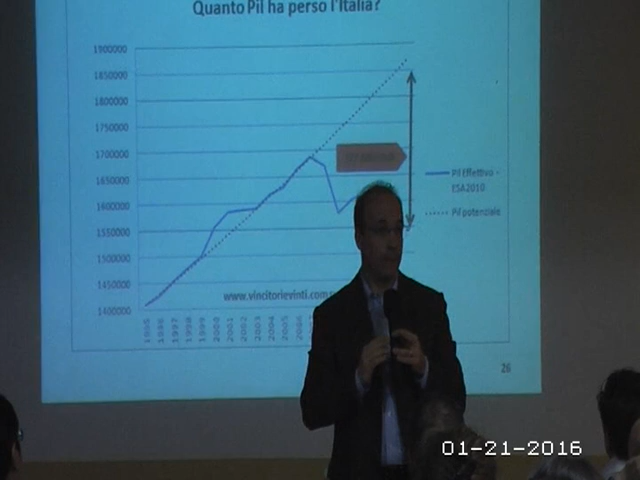 Quanto Pil ha perso l'Italia?
1900000
1850000
1800000
1750000
1700000
1650000
1600000
1550000
1500000
1450000
1400000
Pil Effettivo -
ESA2010
Pil potenziale
www.vincitorievinti.com
1995 1996 1997 1998 1999 2000 2001 2002 2003 2004 2005 2006
26
01-21-2016